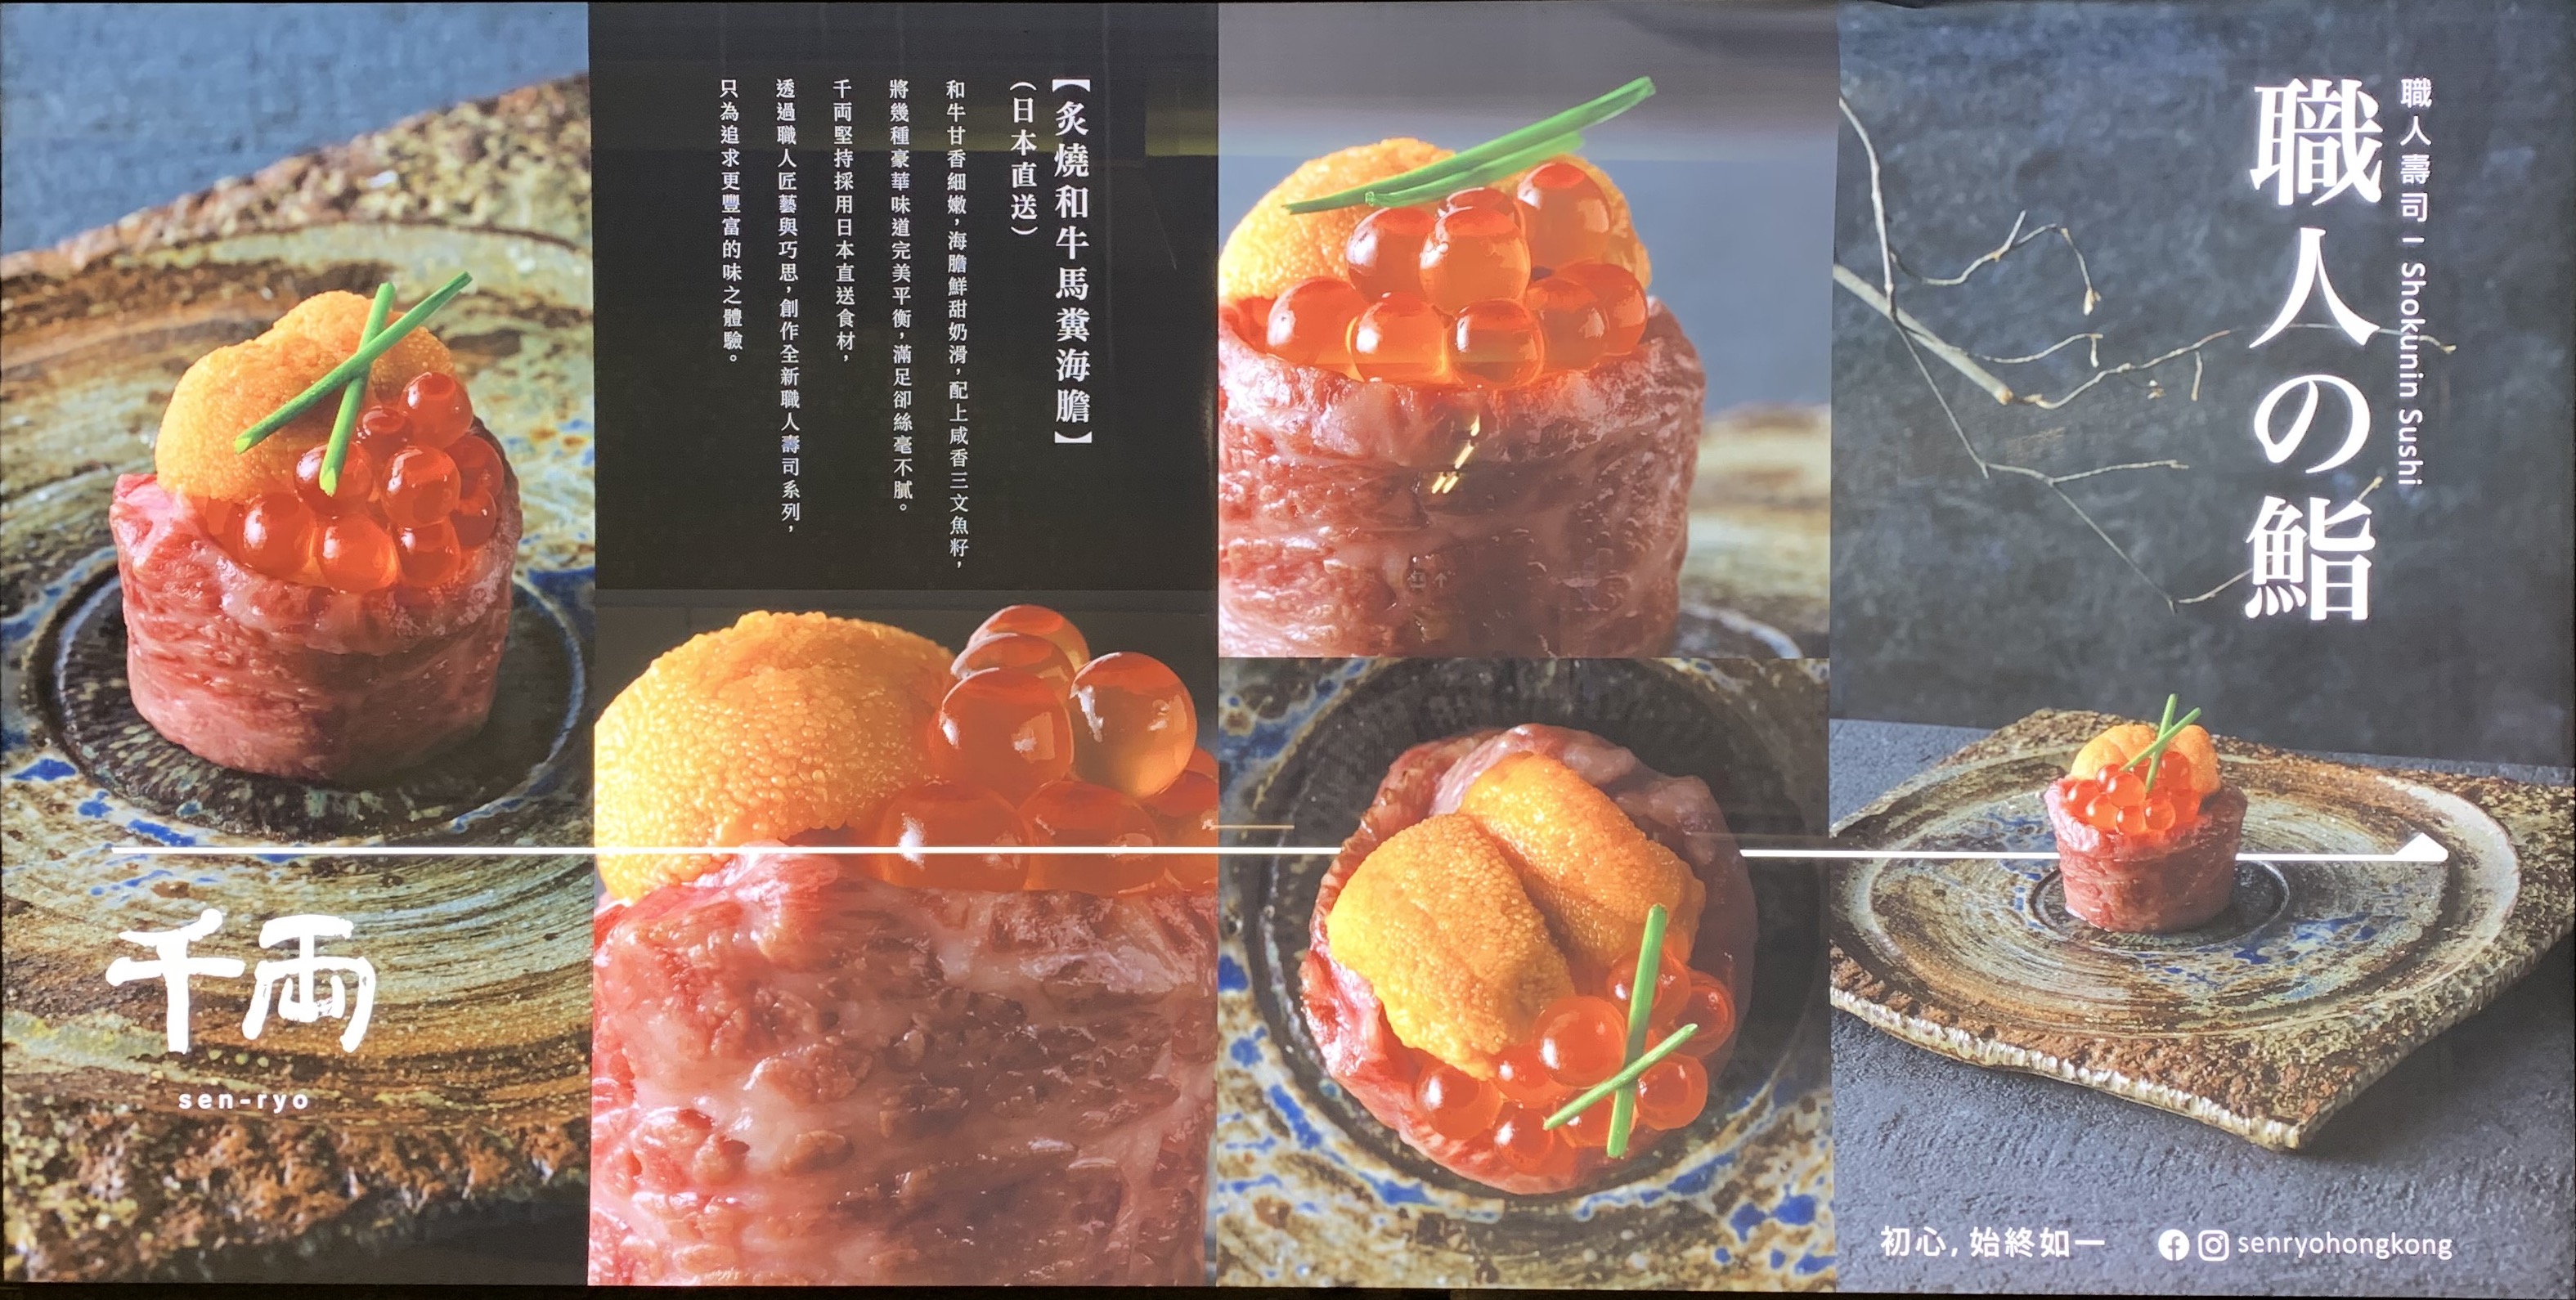 職人壽司 — Shokunin Sushi
職人の鮨
【炙燒和牛馬糞海膽】
（日本直送）
和牛甘香細嫩，海膽鮮甜奶滑，配上咸香三文魚籽，
將幾種豪華味道完美平衡，滿足卻絲毫不膩。
千両堅持採用日本直送食材，
透過職人匠藝與巧思，創作全新職人壽司系列，
只為追求更豐富的味之體驗。
千両
sen-ryo
初心，始終如一
senryohongkong